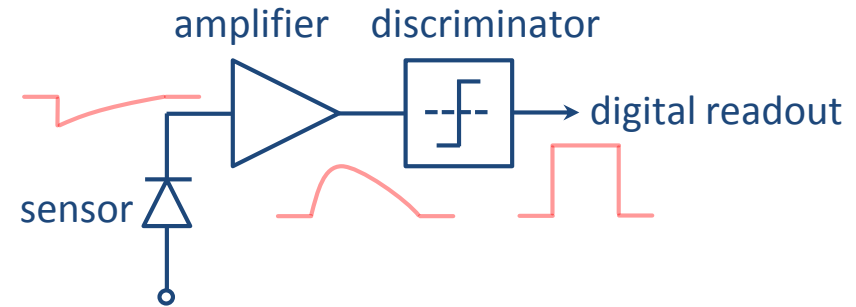 amplifier
discriminator
digital readout
sensor